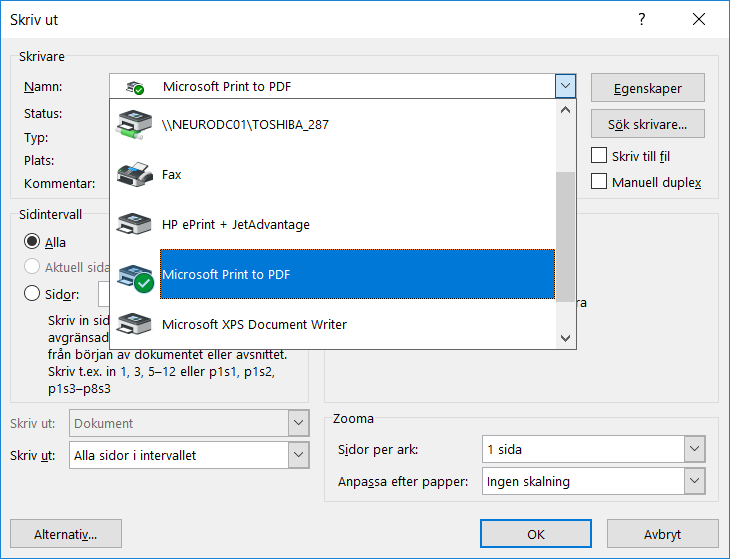 Skriv ut
Skrivare
Namn:
Microsoft Print to PDF
Egenskaper
Status:
\\NEURODC01\TOSHIBA_287
Sök skrivare...
Typ:
Plats:
Skriv till fil
Fax
Kommentar:
Manuell duplex
Sidintervall
HP ePrint + JetAdvantage
Alla
Aktuell sida
Microsoft Print to PDF
Sidor:
ra
Skriv in sid
Microsoft XPS Document Writer
avgränsad
från början av dokumentet eller avsnittet.
Skriv t.ex. in 1, 3, 5–12 eller p1s1, p1s2,
p1s3–p8s3
Skriv ut:
Dokument
Skriv ut:
Alla sidor i intervallet
Zooma
Sidor per ark:
1 sida
Anpassa efter papper:
Ingen skalning
Alternativ...
OK
Avbryt